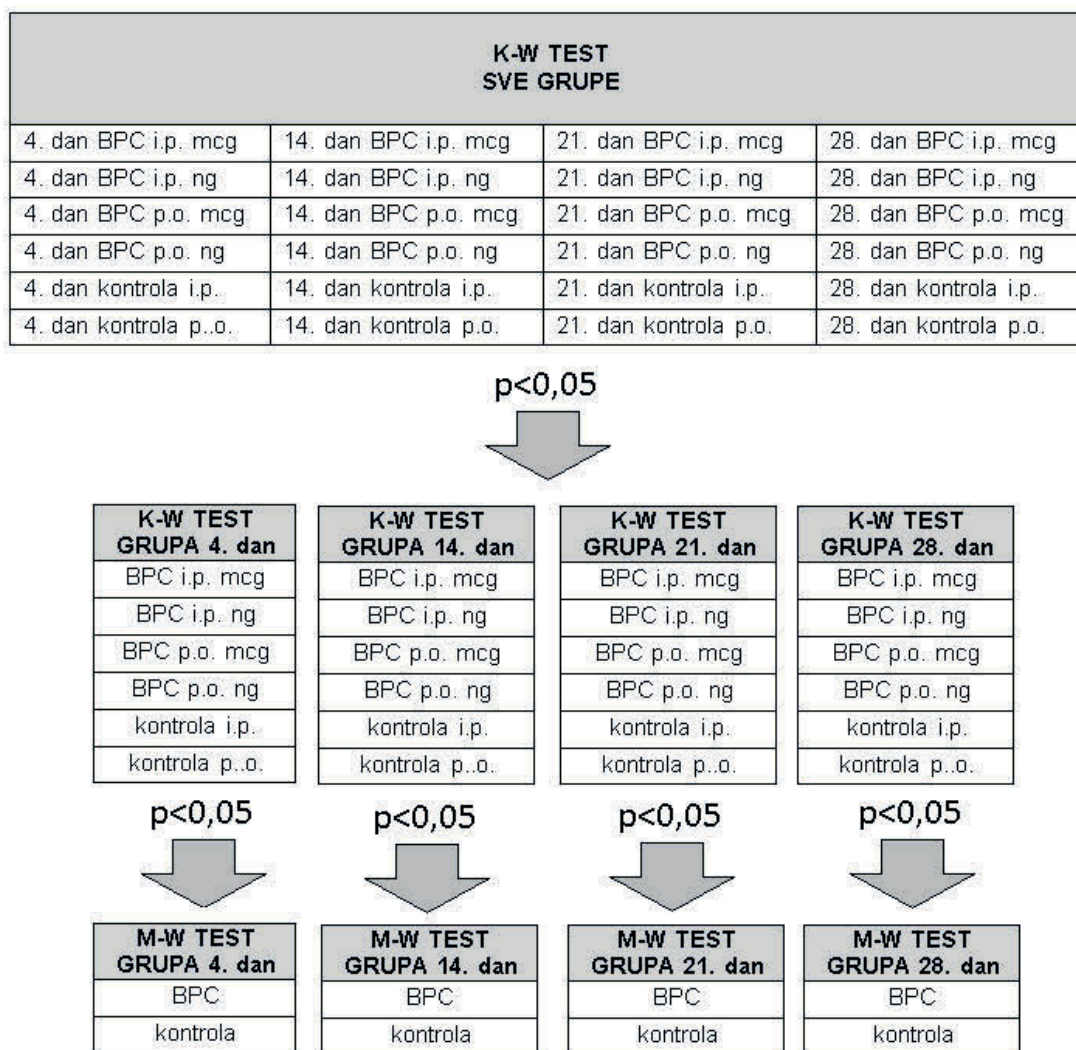 K-W TEST
SVE GRUPE
4. dan BPC i.p. mcg 14. dan BPC i.p. mcg 21. dan BPC i.p. mcg 28. dan BPC i.p. mcg
4. dan BPC i.p. ng 14. dan BPC i.p. ng 21. dan BPC i.p. ng 28. dan BPC i.p. ng
4. dan BPC p.o. mcg 14. dan BPC p.o. mcg 21. dan BPC p.o. mcg 28. dan BPC p.o. mcg
4. dan BPC p.o. ng 14. dan BPC p.o. ng 21. dan BPC p.o. ng 28. dan BPC p.o. ng
4. dan kontrola i.p. 14. dan kontrola i.p. 21. dan kontrola i.p. 28. dan kontrola i.p.
4. dan kontrola p..o. 14. dan kontrola p.o. 21. dan kontrola p.o. 28. dan kontrola p.o.
p<0,05
K-W TEST K-W TEST K-W TEST K-W TEST
GRUPA 4. dan GRUPA 14. dan GRUPA 21. dan GRUPA 28. dan
BPC i.p. mcg BPC i.p. mcg BPC i.p. mcg BPC i.p. mcg
BPC i.p. ng BPC i.p. ng BPC i.p. ng BPC i.p. ng
BPC p.o. mcg BPC p.o. mcg BPC p.o. mcg BPC p.o. mcg
BPC p.o. ng BPC p.o. ng BPC p.o. ng BPC p.o. ng
kontrola i.p. kontrola i.p. kontrola i.p. kontrola i.p.
kontrola p..o. kontrola p..o. kontrola p..o. kontrola p..o.
p<0,05 p<0,05 p<0,05 p<0,05
M-W TEST M-W TEST M-W TEST M-W TEST
GRUPA 4. dan GRUPA 14. dan GRUPA 21. dan GRUPA 28. dan
BPC BPC BPC BPC
kontrola kontrola kontrola kontrola